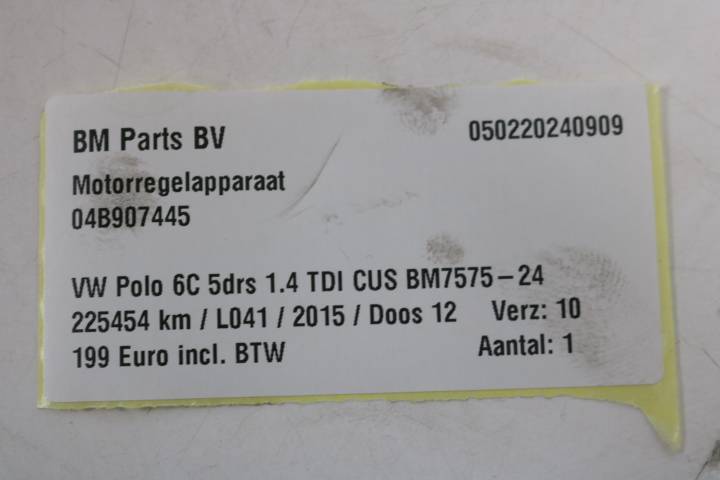 BM Parts BV 050220240909
Motorregelapparaat
04B907445
VW Polo 6C 5drs 1.4 TDI CUS BM7575-24
225454 km / L041 / 2015 / Doos 12 Verz: 10
199 Euro incl. BTW Aantal: 1